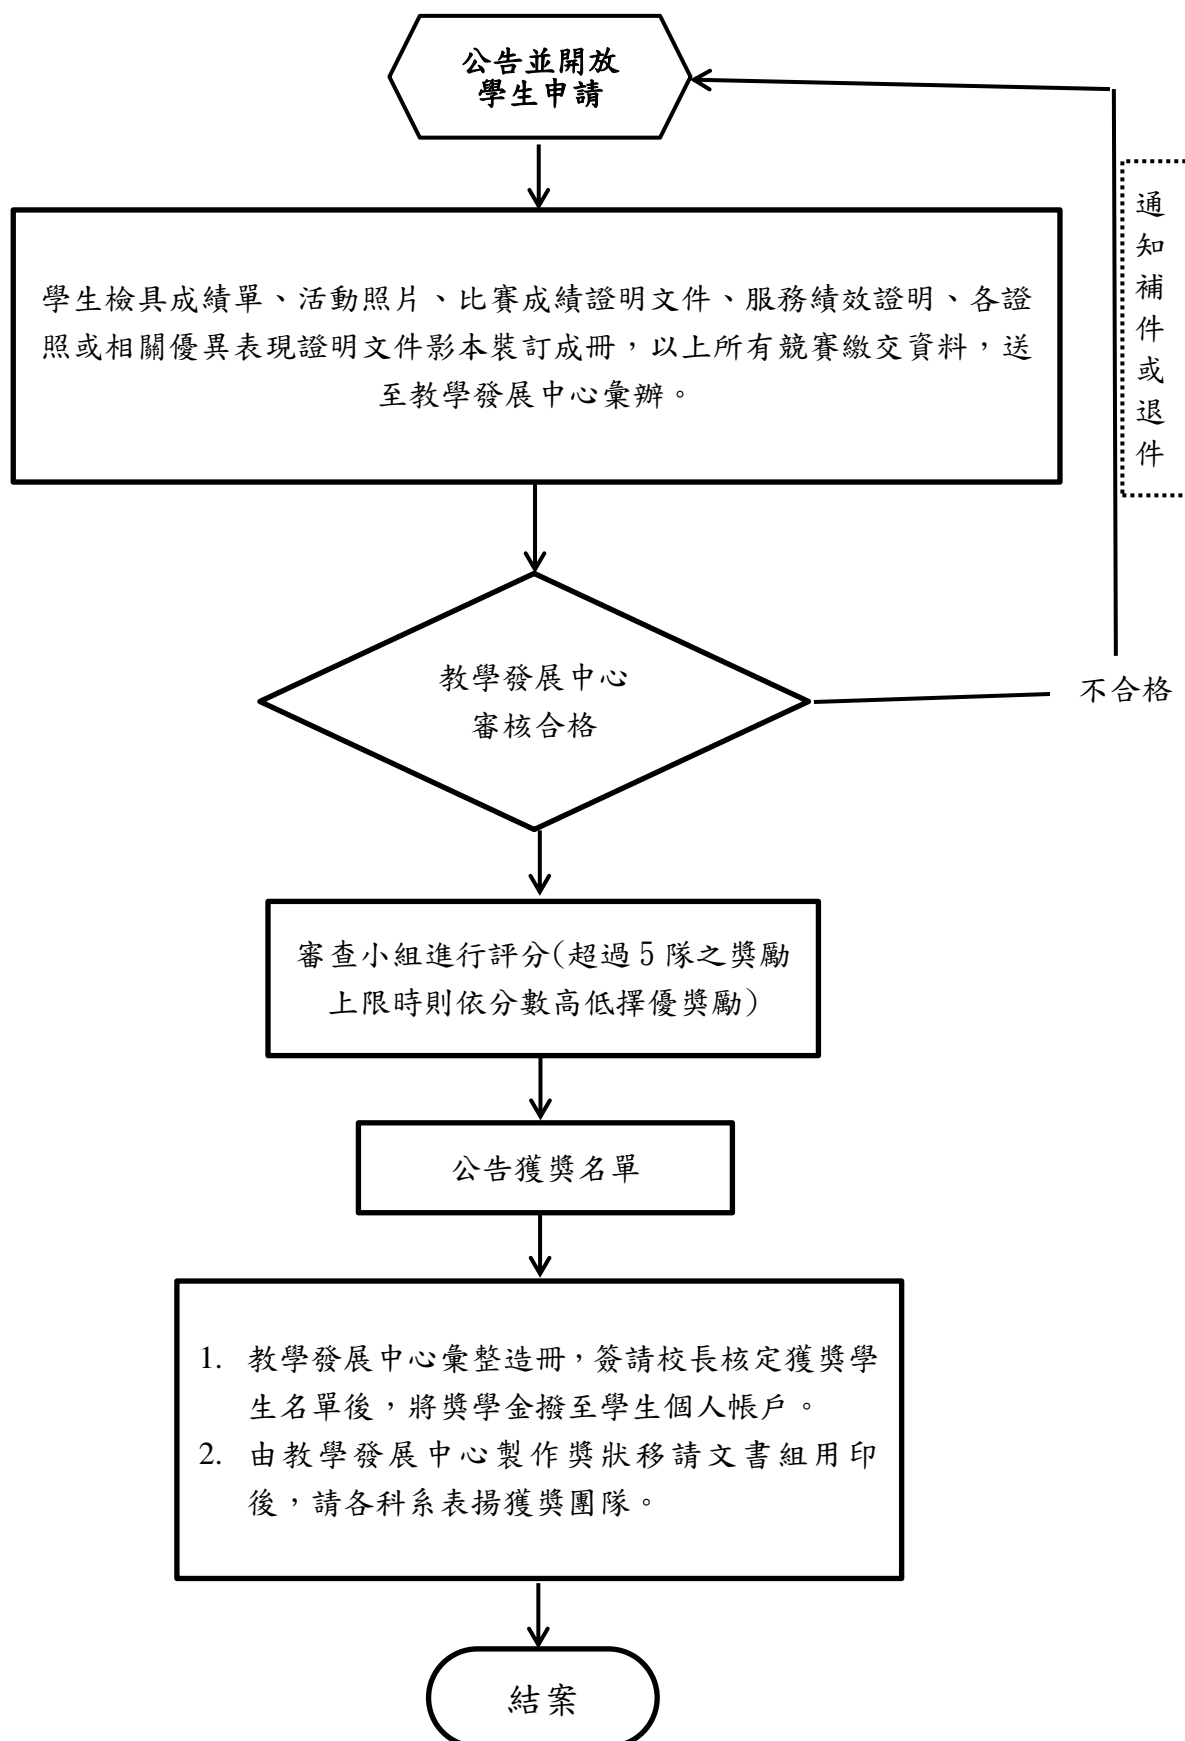 公告並開放
學生申請
通知補件或退件
學生檢具成績單、活動照片、比賽成績證明文件、服務績效證明、各證
照或相關優異表現證明文件影本裝訂成冊，以上所有競賽繳交資料，送
至教學發展中心彙辦。
教學發展中心
審核合格
不合格
審查小組進行評分(超過 5 隊之獎勵
上限時則依分數高低擇優獎勵)
公告獲獎名單
1. 教學發展中心彙整造冊，簽請校長核定獲獎學
生名單後，將獎學金撥至學生個人帳戶。
2. 由教學發展中心製作獎狀移請文書組用印
後，請各科系表揚獲獎團隊。
結案